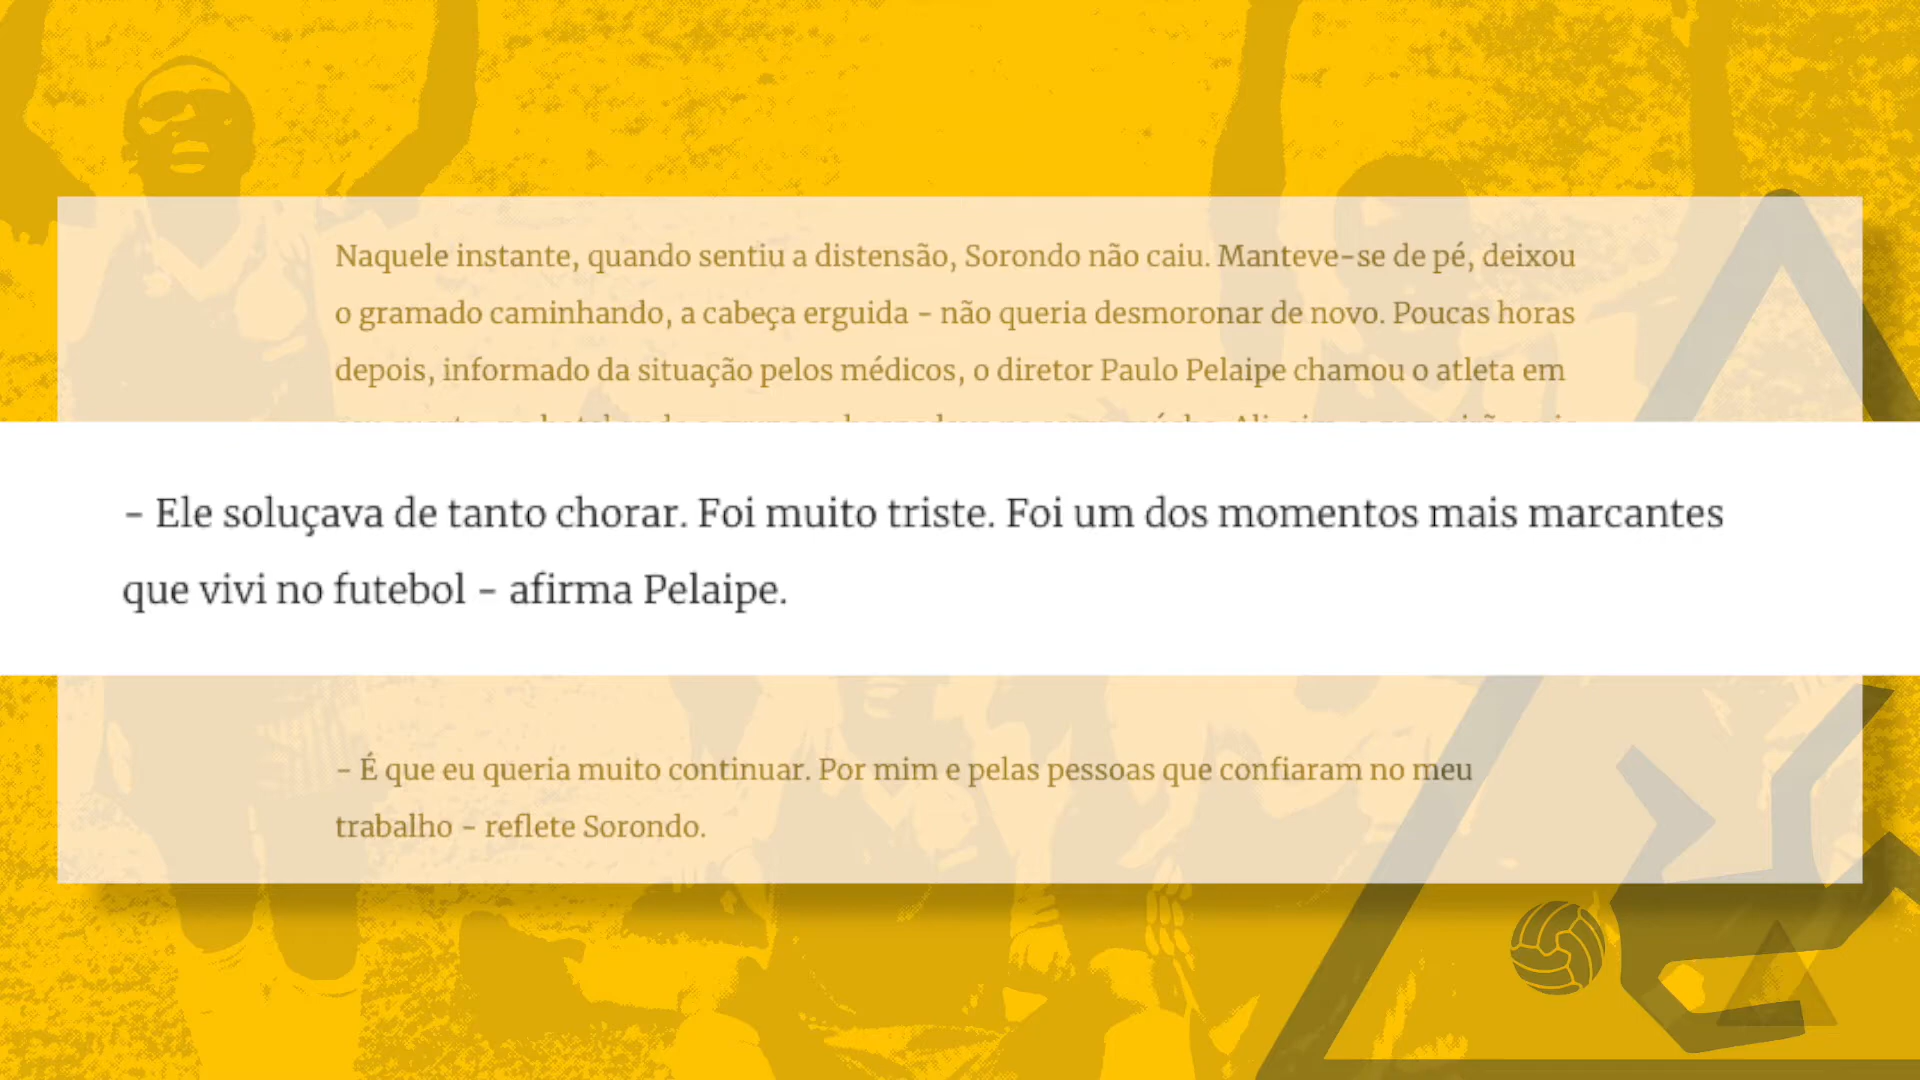 Naquele instante, quando sentiu a distensão, Sorondo não caiu. Manteve-se de pé, deixou
o gramado caminhando, a cabeça erguida - não queria desmoronar de novo. Poucas horas
depois, informado da situação pelos médicos, o diretor Paulo Pelaipe chamou o atleta em
- Ele soluçava de tanto chorar. Foi muito triste. Foi um dos momentos mais marcantes
que vivi no futebol - afirma Pelaipe.
- É que eu queria muito continuar. Por mim e pelas pessoas que confiaram no meu
trabalho - reflete Sorondo.